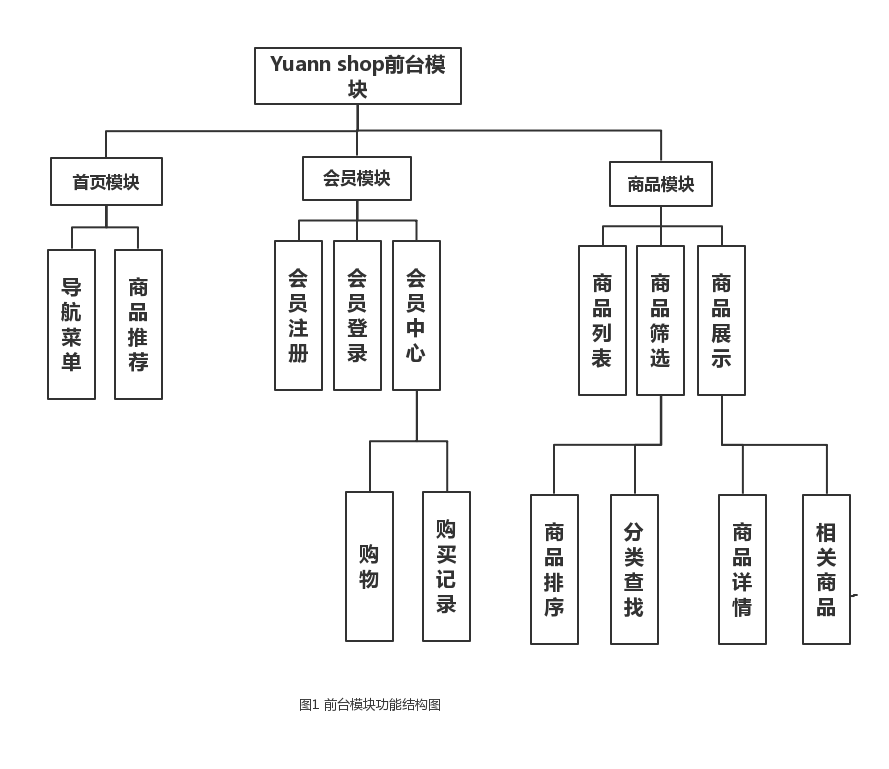 Yuann shop前台模
块
首页模块
会员模块
商品模块
导航菜单
商品推荐
会员注册
会员登录
会员中心
商品列表
商品筛选
商品展示
购物
购买记录
商品排序
分类查找
商品详情
相关商品
图1 前台模块功能结构图